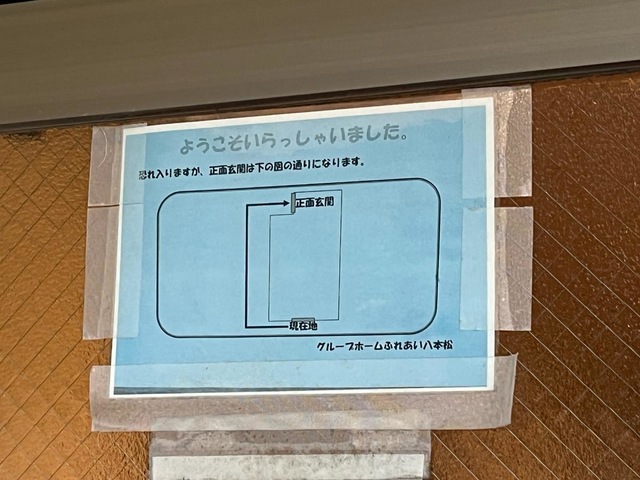 ようこそいらっしゃいました。
恐れ入りますが、正面玄関は下の図の通りになります。
正面玄関
現在地
グループホームふれあい八本松